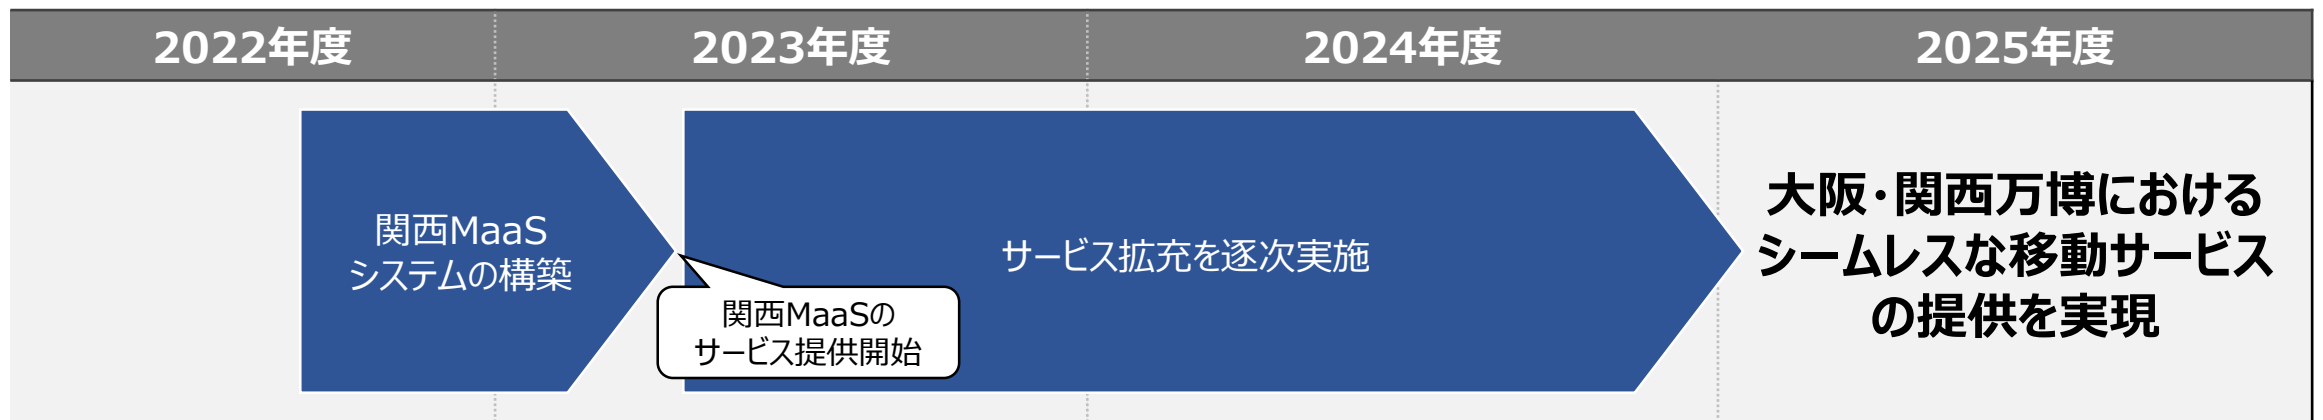 2022年度
2023年度
2024年度
2025年度
関西MaaS
システムの構築
関西MaaSの
サービス提供開始
サービス拡充を逐次実施
大阪・関西万博における
シームレスな移動サービス
の提供を実現